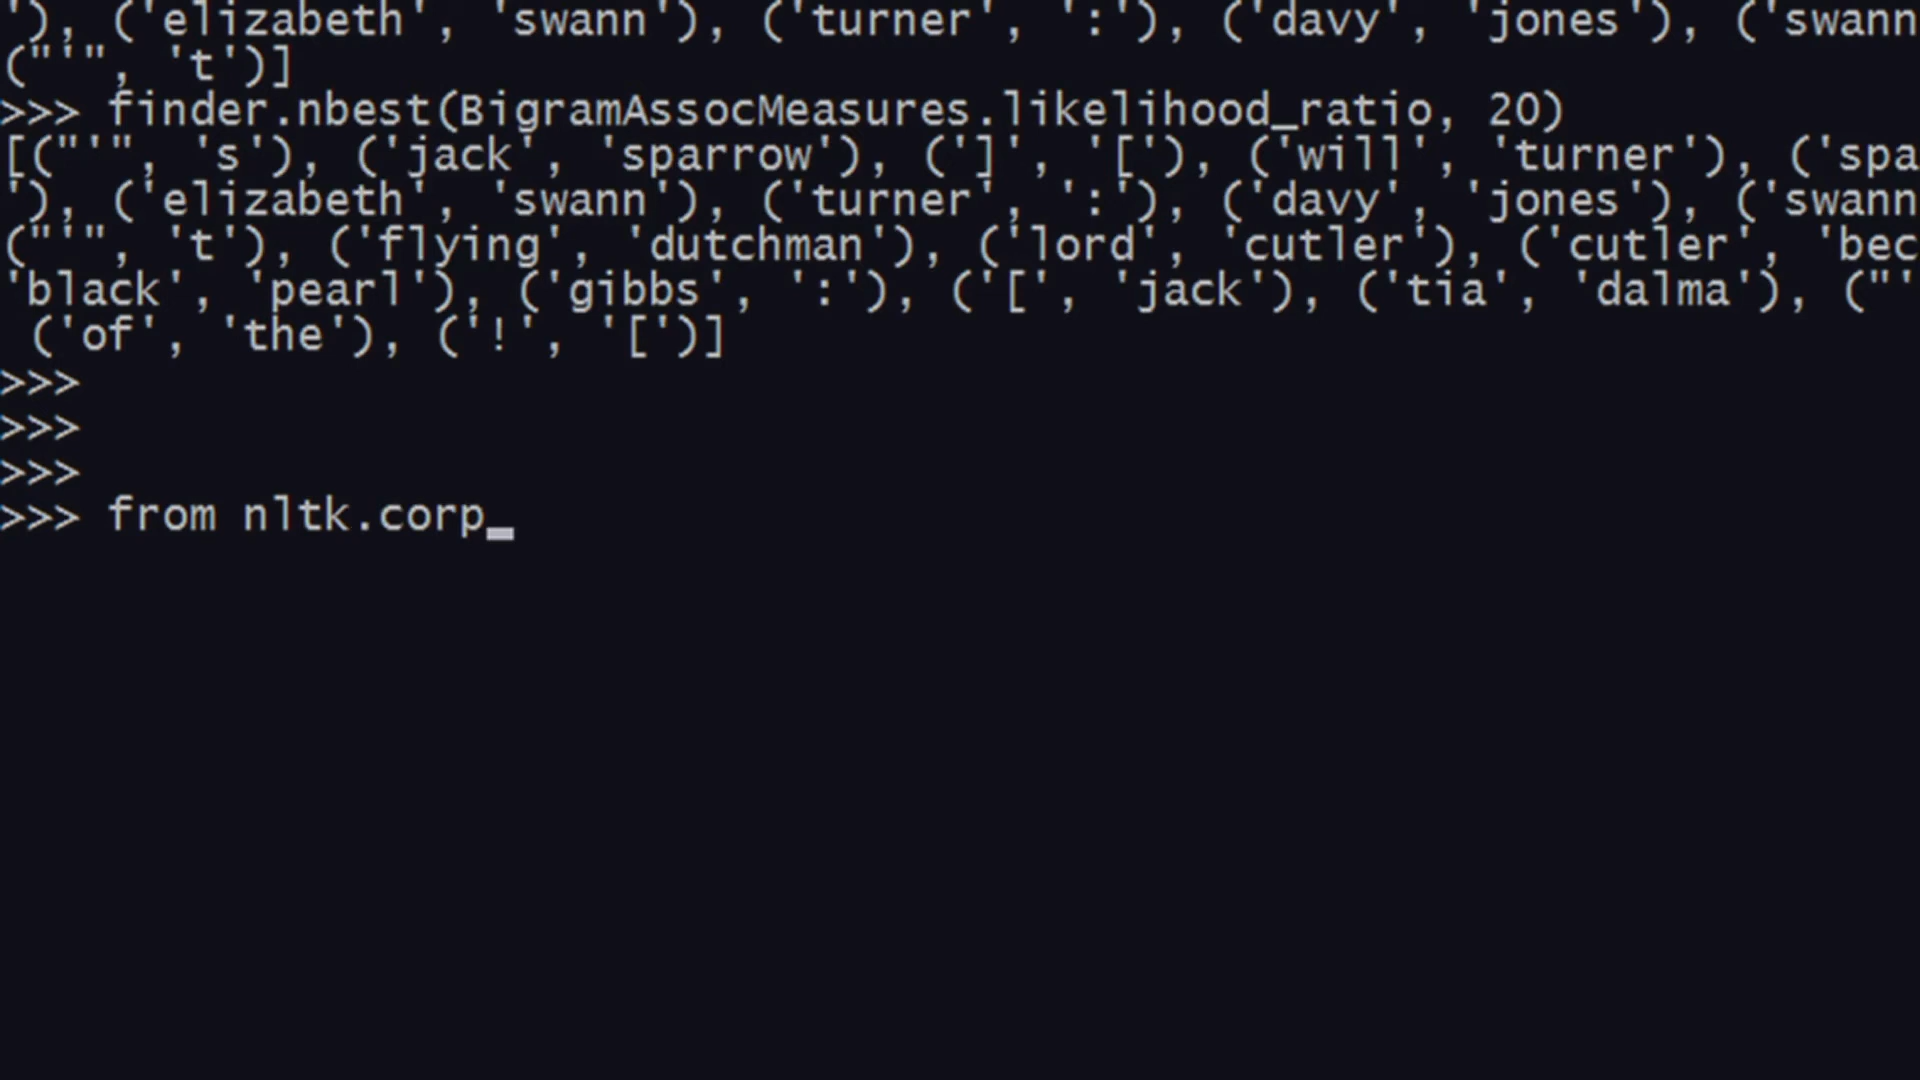 '), ('elizabeth', 'swann'), ('turner', ':'), ('davy', 'jones'), ('swann
("'", 't')]
>>> finder.nbest(BigramAssocMeasures.likelihood_ratio, 20)
[("'", 's'), ('jack', 'sparrow'), (']', '['), ('will', 'turner'), ('spa
'), ('elizabeth', 'swann'), ('turner', ':'), ('davy', 'jones'), ('swann
("'", 't'), ('flying', 'dutchman'), ('lord', 'cutler'), ('cutler', 'bec
'black', 'pearl'), ('gibbs', ':'), ('[', 'jack'), ('tia', 'dalma'), ("'
('of', 'the'), ('!', '[')]
>>>
>>>
>>>
>>> from nltk.corp